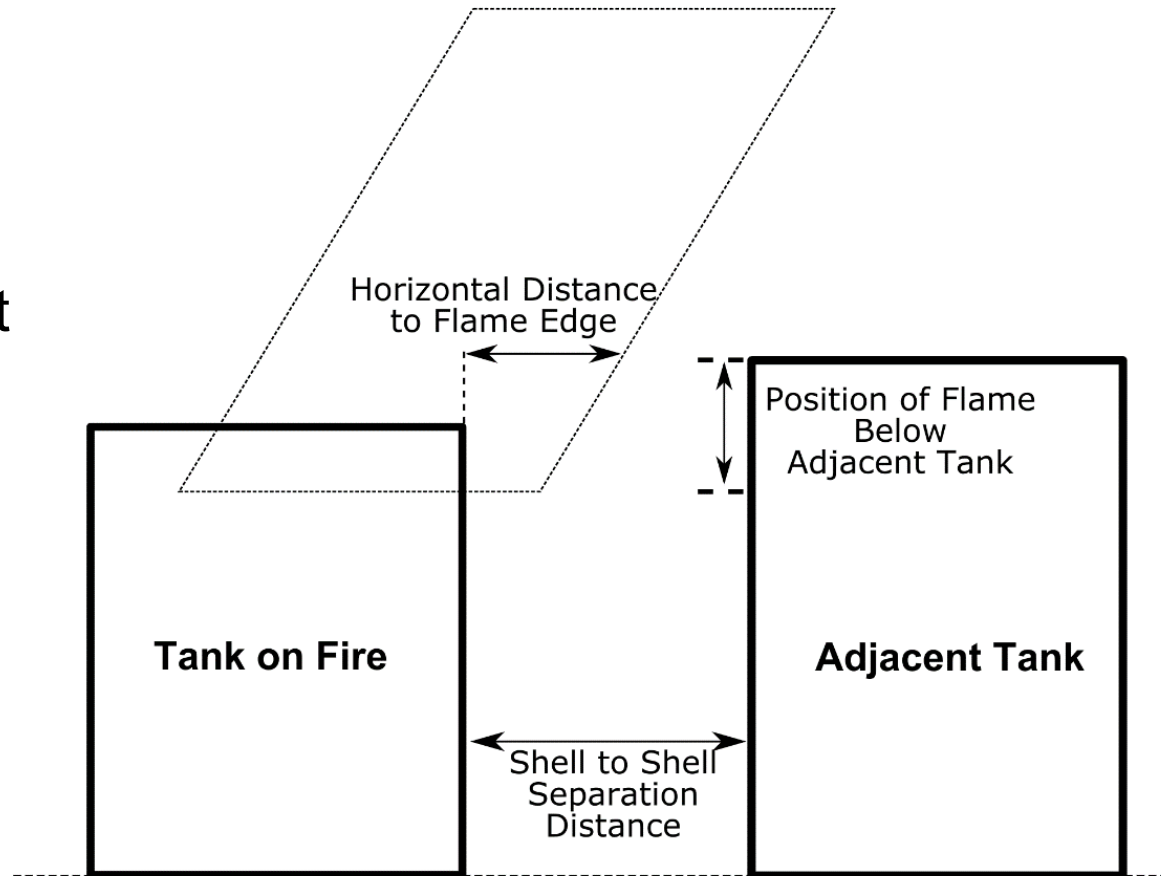 t
Horizontal Distance
to Flame Edge
Position of Flame
Below
Adjacent Tank
Tank on Fire
Adjacent Tank
Shell to Shell
Separation
Distance